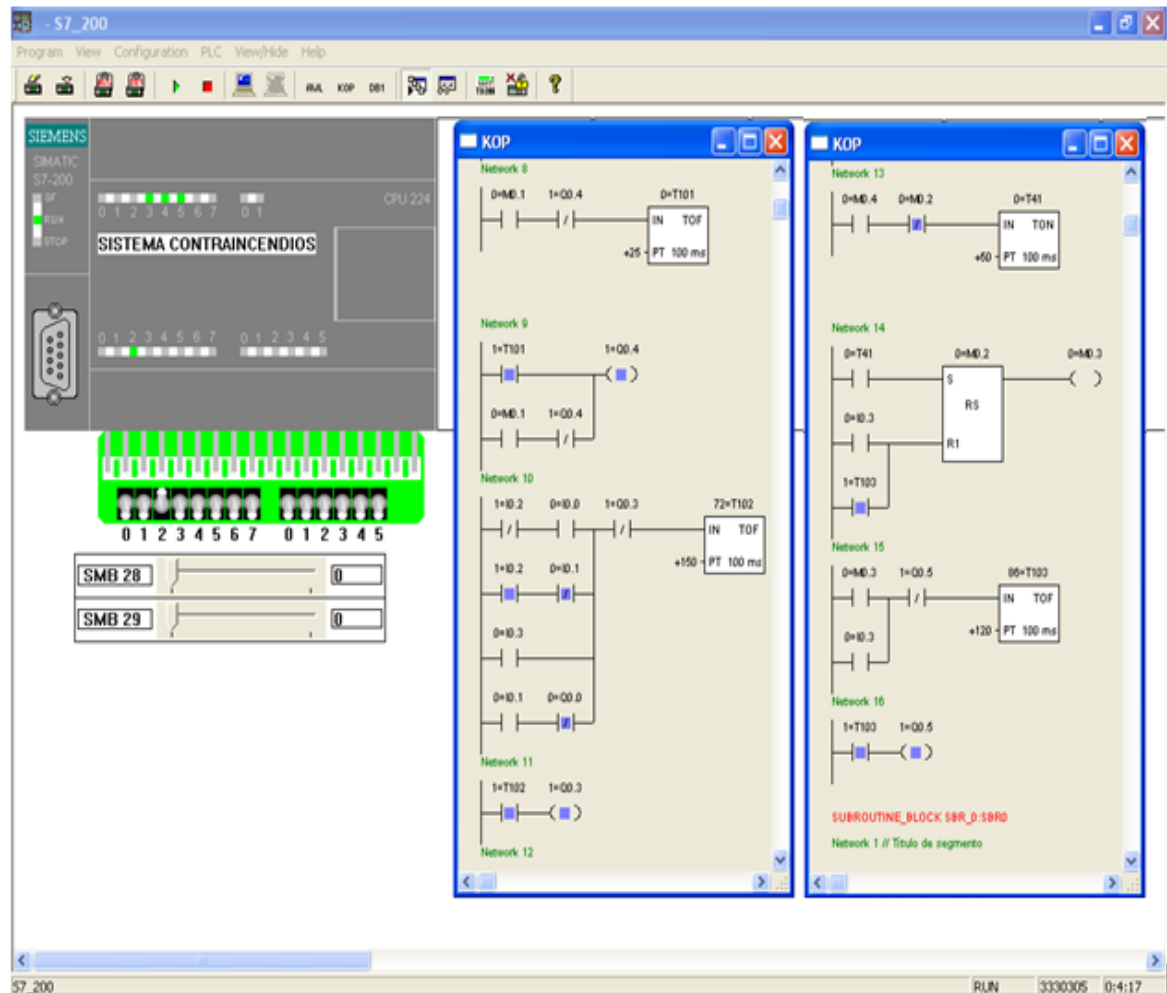 - S7_200
Program View Configuration PLC View/Hide Help
AWL KOP DB1
SIEMENS
SIMATIC
S7-200
SF
RUN
STOP
0 1 2 3 4 5 6 7 0 1
CPU 224
SISTEMA CONTRAINCENDIOS
0 1 2 3 4 5 6 7 0 1 2 3 4 5
0 1 2 3 4 5 6 7 0 1 2 3 4 5
SMB 28 0
SMB 29 0
KOP
Network 8
0=M0.1 1=Q0.4 0=T101
IN TOF
+25 PT 100 ms
Network 9
1=T101 1=Q0.4
0=M0.1 1=Q0.4
Network 10
1=I0.2 0=I0.0 1=Q0.3 72=T102
IN TOF
+150 PT 100 ms
1=I0.2 0=I0.1
0=I0.3
0=I0.1 0=Q0.0
Network 11
1=T102 1=Q0.3
Network 12
KOP
Network 13
0=M0.4 0=M0.2 0=T41
IN TON
+50 PT 100 ms
Network 14
0=T41 0=M0.2 0=M0.3
S
RS
0=I0.3
R1
1=T103
Network 15
0=M0.3 1=Q0.5 86=T103
IN TOF
+120 PT 100 ms
0=I0.3
Network 16
1=T103 1=Q0.5
SUBROUTINE_BLOCK SBR_0:SBR0
Network 1 // Título de segmento
S7_200 RUN 3330305 0:4:17